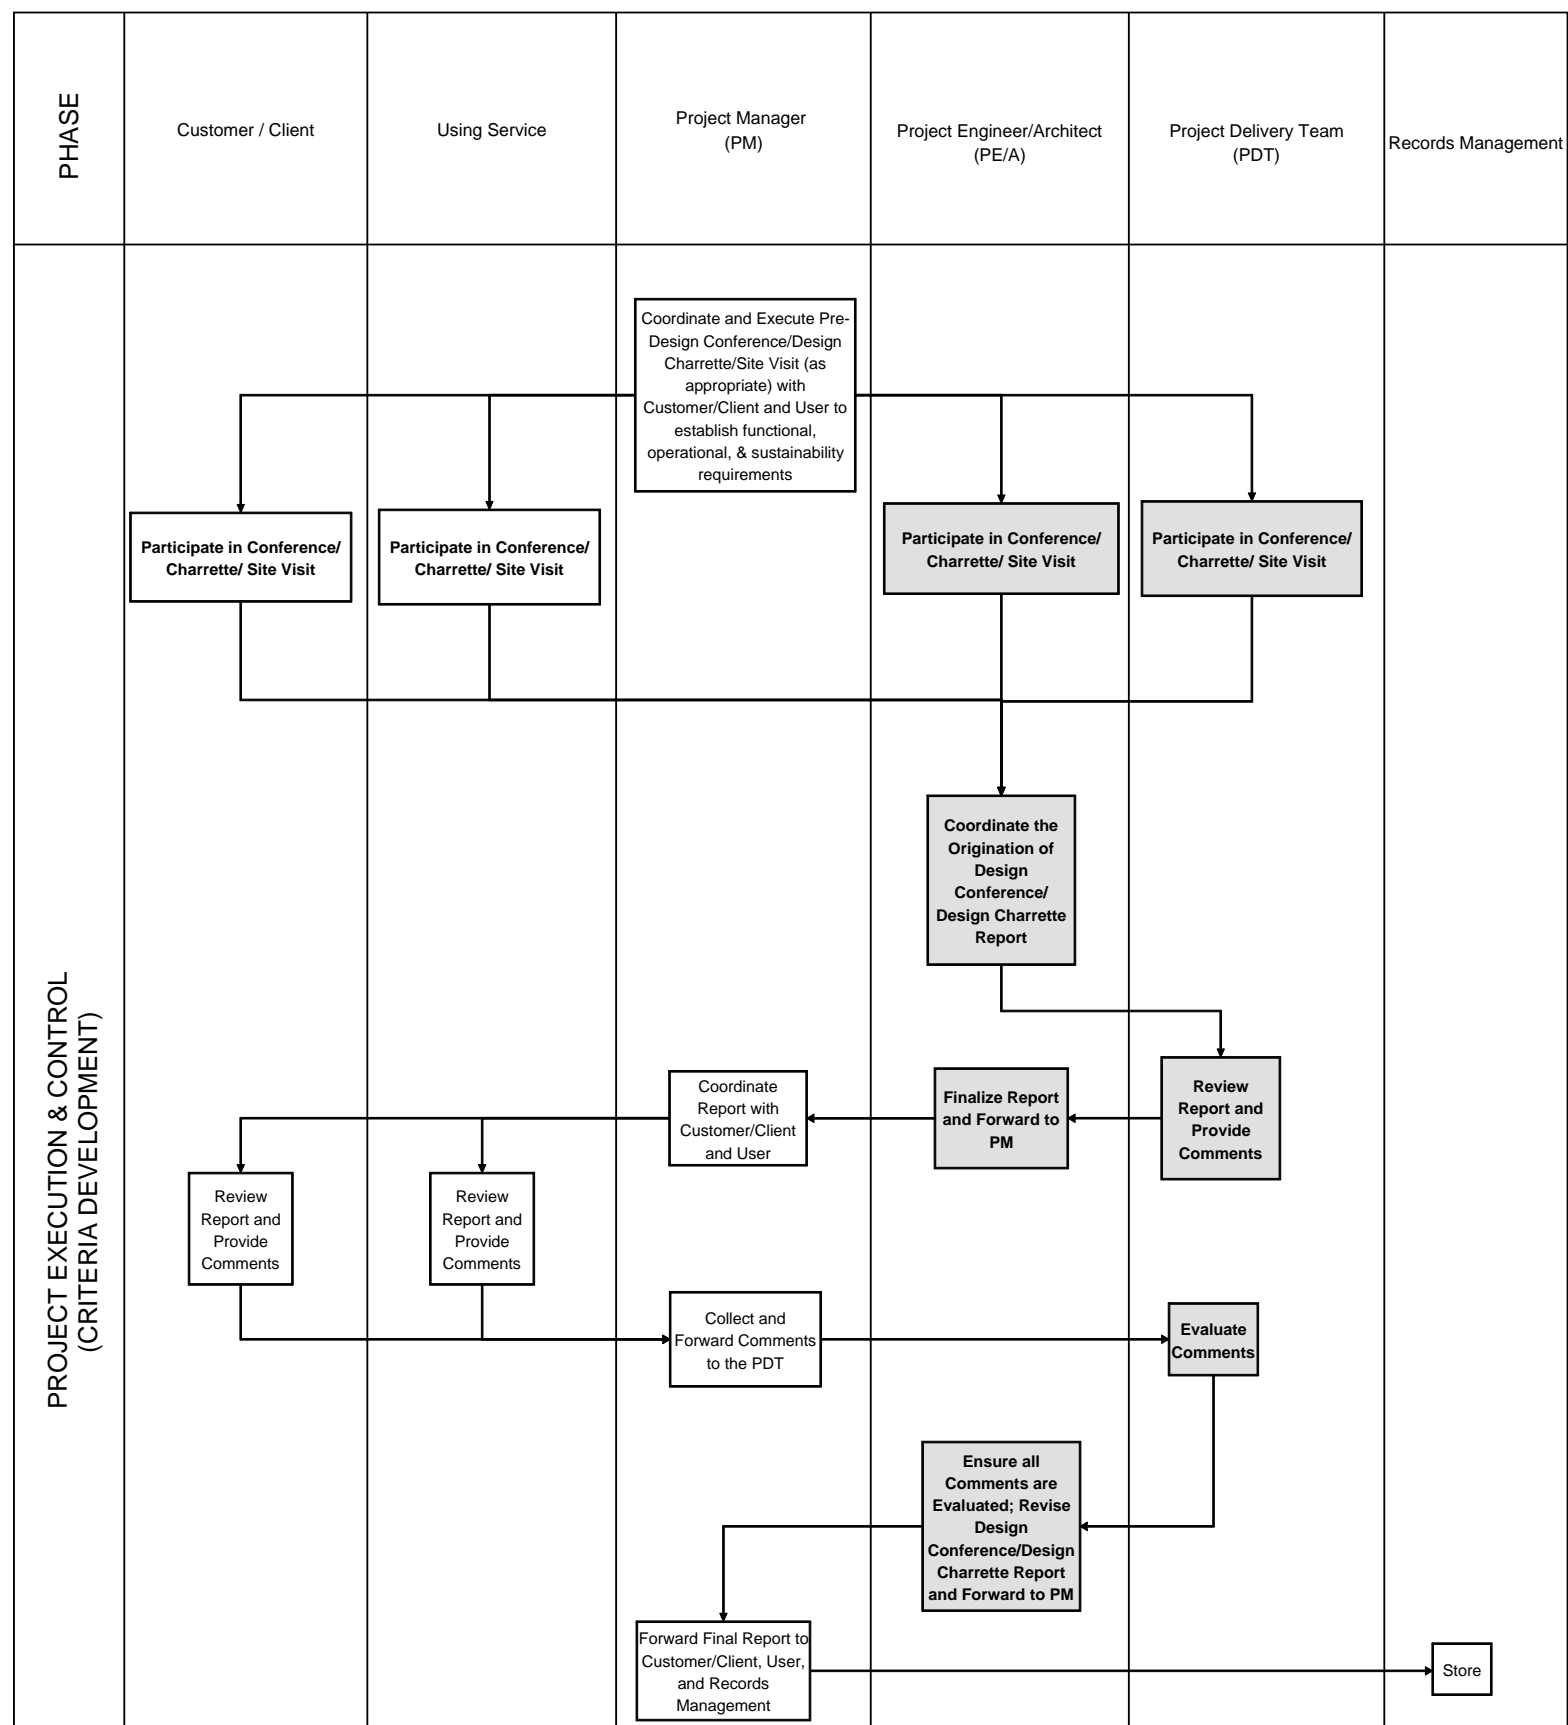 PHASE
Customer / Client
Using Service
Project Manager
(PM)
Project Engineer/Architect
(PE/A)
Project Delivery Team
(PDT)
Records Management
PROJECT EXECUTION & CONTROL
(CRITERIA DEVELOPMENT)
Coordinate and Execute Pre-
Design Conference/Design
Charrette/Site Visit (as
appropriate) with
Customer/Client and User to
establish functional,
operational, & sustainability
requirements
Participate in Conference/
Charrette/ Site Visit
Participate in Conference/
Charrette/ Site Visit
Participate in Conference/
Charrette/ Site Visit
Participate in Conference/
Charrette/ Site Visit
Coordinate the
Origination of
Design
Conference/
Design Charrette
Report
Review
Report and
Provide
Comments
Finalize Report
and Forward to
PM
Coordinate
Report with
Customer/Client
and User
Review
Report and
Provide
Comments
Review
Report and
Provide
Comments
Collect and
Forward Comments
to the PDT
Evaluate
Comments
Ensure all
Comments are
Evaluated; Revise
Design
Conference/Design
Charrette Report
and Forward to PM
Forward Final Report to
Customer/Client, User,
and Records
Management
Store